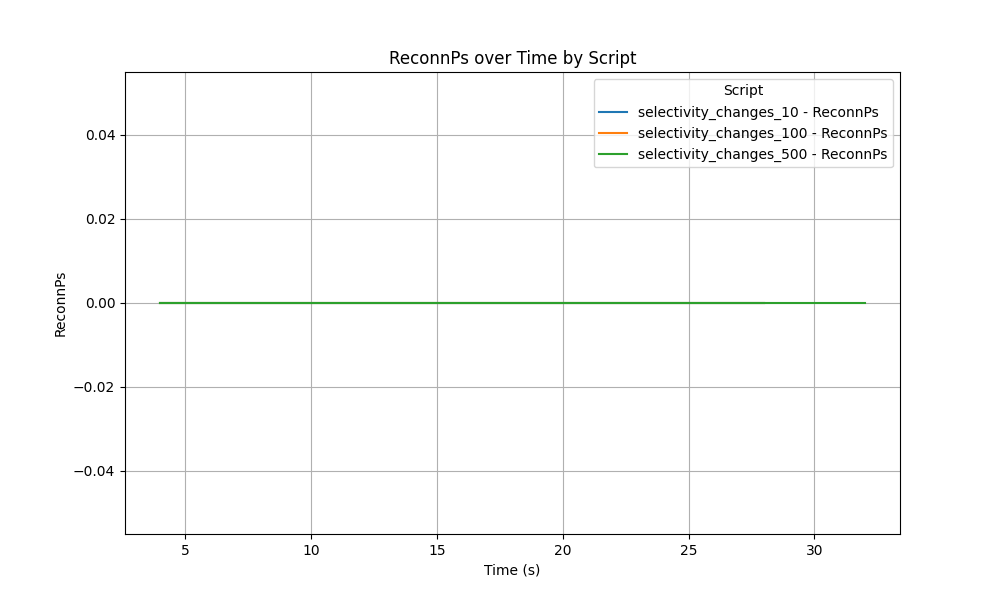 ReconnPs over Time by Script
Script
selectivity_changes_10 - ReconnPs
selectivity_changes_100 - ReconnPs
selectivity_changes_500 - ReconnPs
0.04
0.02
0.00
−0.02
−0.04
ReconnPs
5 10 15 20 25 30
Time (s)